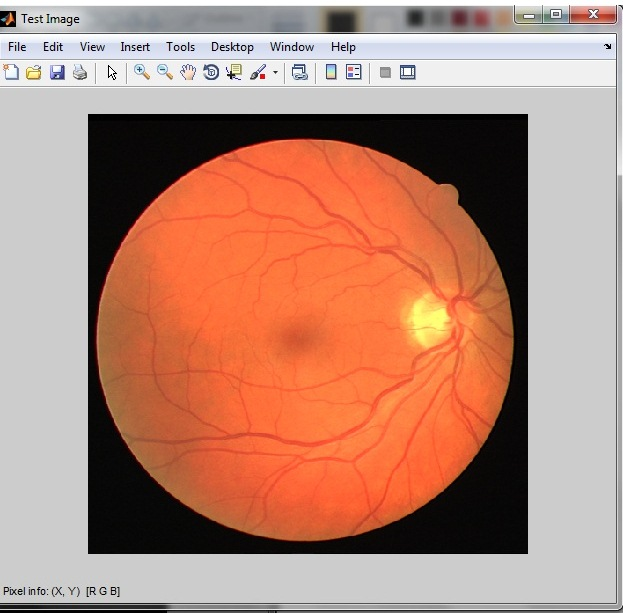 Test Image
File Edit View Insert Tools Desktop Window Help
Pixel info: (X, Y) [R G B]